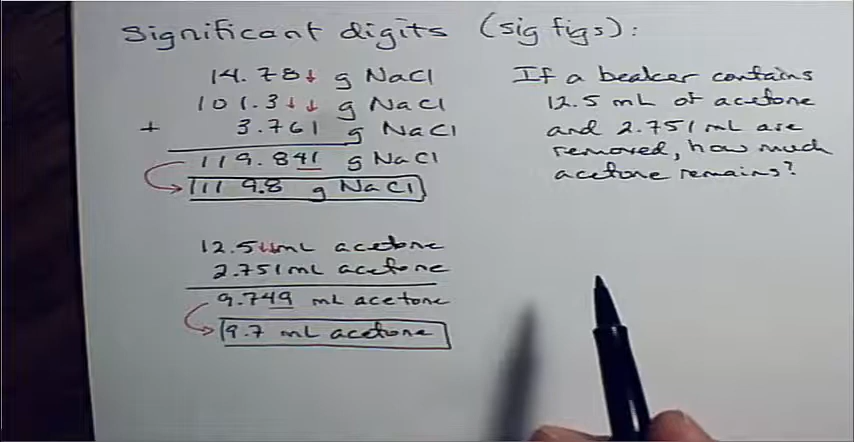 Significant digits (sig figs):
14.78↓ g NaCl
101.3↓↓ g NaCl
+ 3.761 g NaCl
119.841 g NaCl
119.8 g NaCl
12.5↓↓mL acetone
2.751mL acetone
9.749 mL acetone
9.7 mL acetone
If a beaker contains
12.5 mL of acetone
and 2.751 mL are
removed, how much
acetone remains?